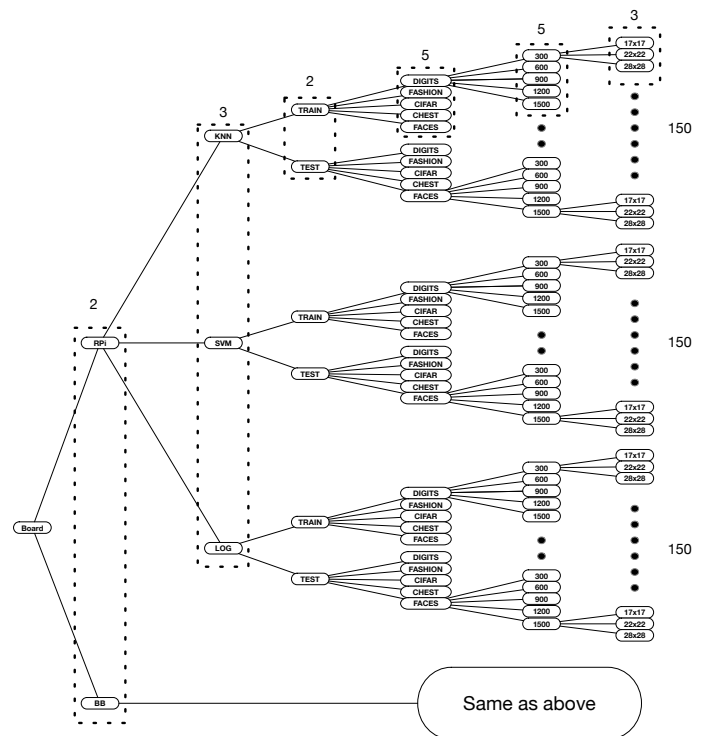 3
5
5
2
3
2
Board
RPi
BB
KNN
SVM
LOG
TRAIN
TEST
DIGITS
FASHION
CIFAR
CHEST
FACES
DIGITS
FASHION
CIFAR
CHEST
FACES
300
600
900
1200
1500
300
600
900
1200
1500
17x17
22x22
28x28
17x17
22x22
28x28
150
TRAIN
TEST
DIGITS
FASHION
CIFAR
CHEST
FACES
DIGITS
FASHION
CIFAR
CHEST
FACES
300
600
900
1200
1500
300
600
900
1200
1500
17x17
22x22
28x28
17x17
22x22
28x28
150
TRAIN
TEST
DIGITS
FASHION
CIFAR
CHEST
FACES
DIGITS
FASHION
CIFAR
CHEST
FACES
300
600
900
1200
1500
300
600
900
1200
1500
17x17
22x22
28x28
17x17
22x22
28x28
150
Same as above